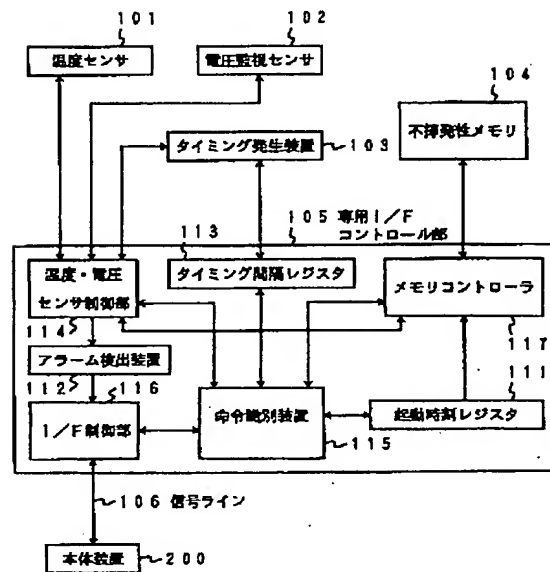 101
102
温度センサ
電圧監視センサ
104
不揮発性メモリ
タイミング発生装置
103
105 専用I/F
コントロール部
113
温度・電圧
センサ制御部
タイミング間隔レジスタ
メモリコントローラ
114
117
アラーム検出装置
112
116
111
I/F制御部
命令識別装置
起動時刻レジスタ
115
106 信号ライン
本体装置
200